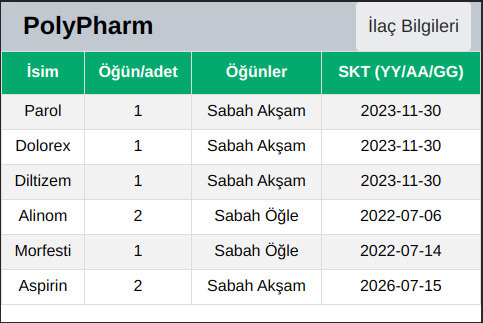 PolyPharm İlaç Bilgileri
İsim Öğün/adet Öğünler SKT (YY/AA/GG)
Parol 1 Sabah Akşam 2023-11-30
Dolorex 1 Sabah Akşam 2023-11-30
Diltizem 1 Sabah Akşam 2023-11-30
Alinom 2 Sabah Öğle 2022-07-06
Morfesti 1 Sabah Öğle 2022-07-14
Aspirin 2 Sabah Akşam 2026-07-15